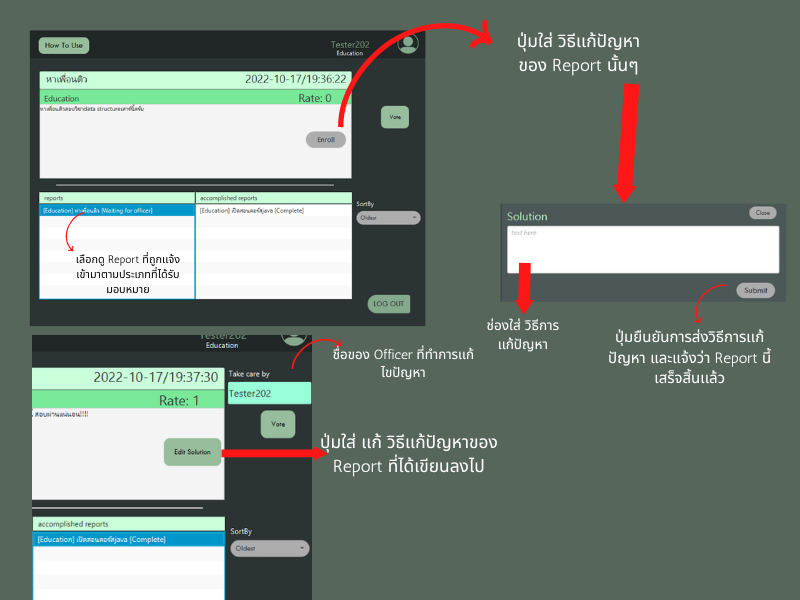 How To Use
Tester202
Education
หาเพื่อนติว 2022-10-17/19:36:22
Education Rate: 0
หาเพื่อนติวสอบวิชาdata structureเสาร์นี้ครับ
Enroll
Vote
reports accomplished reports
[Education] หาเพื่อนติว [Waiting for officer] [Education] เปิดสอนคอร์สjava [Complete]
SortBy
Oldest
LOG OUT
เลือกดู Report ที่ถูกแจ้ง
เข้ามาตามประเภทที่ได้รับ
มอบหมาย
ปุ่มใส่ วิธีแก้ปัญหา
ของ Report นั้นๆ
Solution
Close
text here
Submit
ช่องใส่ วิธีการ
แก้ปัญหา
ปุ่มยืนยันการส่งวิธีการแก้
ปัญหา และแจ้งว่า Report นี้
เสร็จสิ้นแล้ว
Tester202
Education
2022-10-17/19:37:30
Rate: 1
สอบผ่านแน่นอน!!!!
Take care by
Tester202
Vote
Edit Solution
accomplished reports
[Education] เปิดสอนคอร์สjava [Complete]
SortBy
Oldest
ชื่อของ Officer ที่ทำการแก้
ไขปัญหา
ปุ่มใส่ แก้ วิธีแก้ปัญหาของ
Report ที่ได้เขียนลงไป